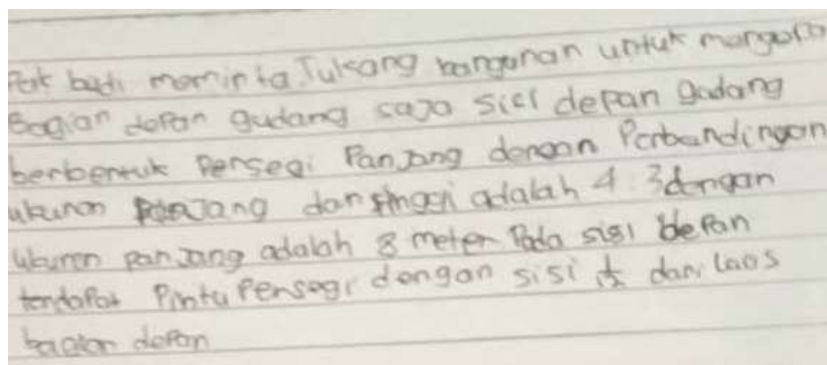 Pak budi meminta Tukang bangunan untuk
Bagian depan gudang saja sisi depan gudang
berbentuk Persegi Panjang dengan Perbandingan
ukuran Panjang dan tinggi adalah 4 : 3 dengan
Ukuran panjang adalah 8 meter Pada sisi depan
terdapat Pintu Persegi dengan sisi dari luas
bagian depan